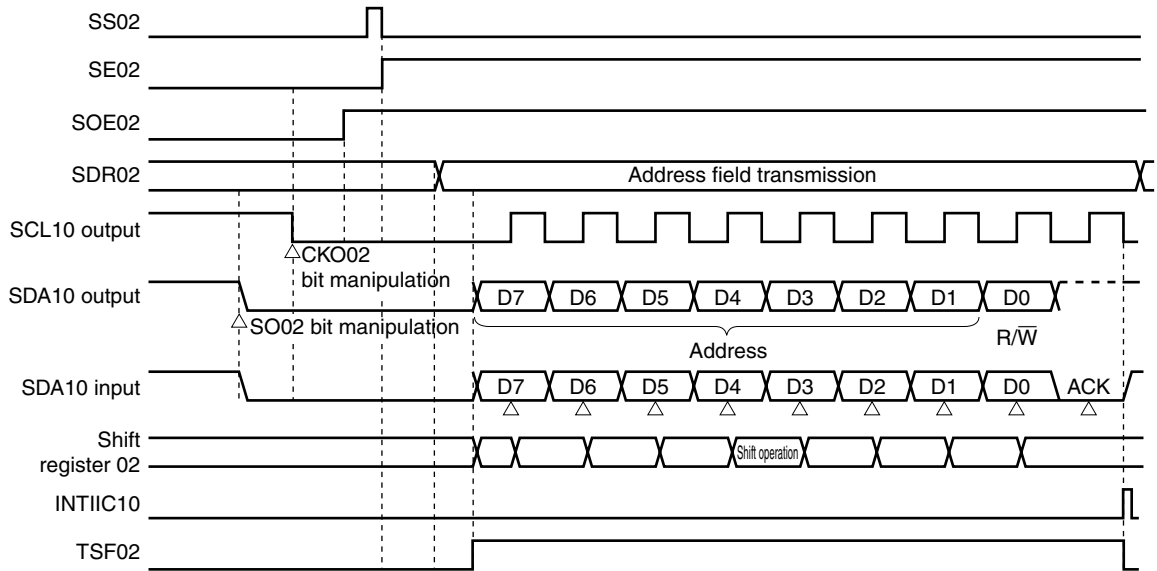 SS02
SE02
SOE02
SDR02 Address field transmission
SCL10 output
△CKO02
bit manipulation
SDA10 output D7 D6 D5 D4 D3 D2 D1 D0
△SO02 bit manipulation
Address
R/W̅
SDA10 input D7 D6 D5 D4 D3 D2 D1 D0 ACK
Shift
register 02 Shift operation
INTIIC10
TSF02